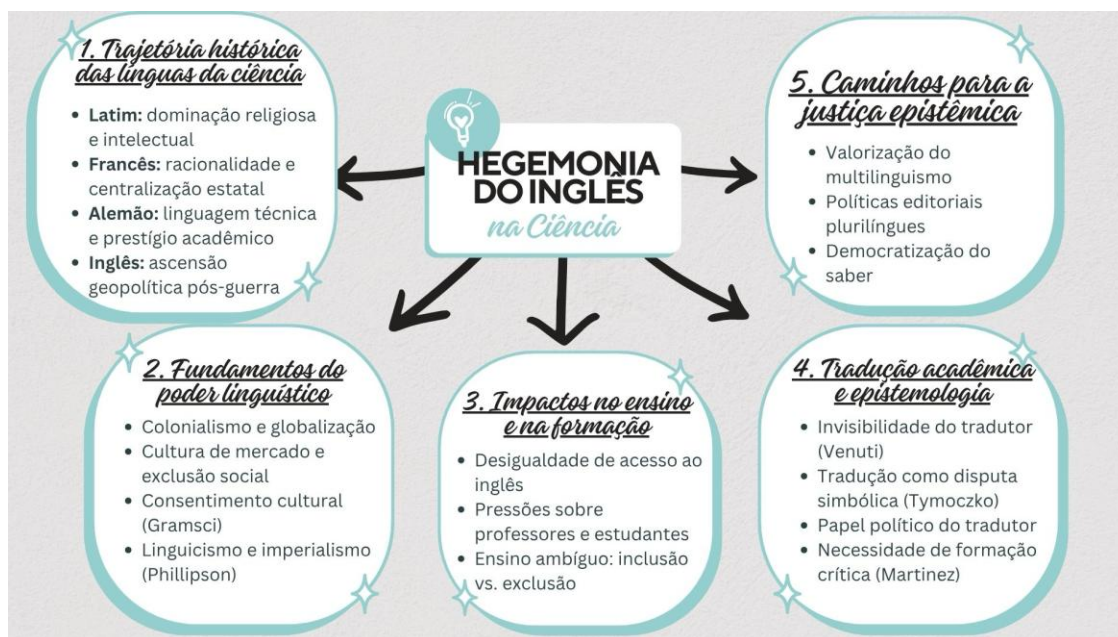 HEGEMONIA
DO INGLÊS
na Ciência
1. Trajetória histórica
das línguas da ciência
• Latim: dominação religiosa
e intelectual
• Francês: racionalidade e
centralização estatal
• Alemão: linguagem técnica
e prestígio acadêmico
• Inglês: ascensão
geopolítica pós-guerra
2. Fundamentos do
poder linguístico
• Colonialismo e globalização
• Cultura de mercado e
exclusão social
• Consentimento cultural
(Gramsci)
• Linguicismo e imperialismo
(Phillipson)
3. Impactos no ensino
e na formação
• Desigualdade de acesso ao
inglês
• Pressões sobre
professores e estudantes
• Ensino ambíguo: inclusão
vs. exclusão
4. Tradução acadêmica
e epistemologia
• Invisibilidade do tradutor
(Venuti)
• Tradução como disputa
simbólica (Tymoczko)
• Papel político do tradutor
• Necessidade de formação
crítica (Martinez)
5. Caminhos para a
justiça epistêmica
• Valorização do
multilinguismo
• Políticas editoriais
plurilíngues
• Democratização do
saber